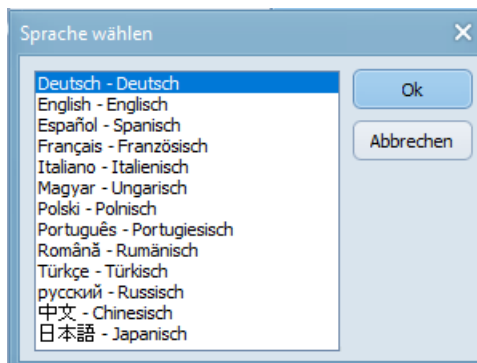 Sprache wählen
Deutsch - Deutsch
English - Englisch
Español - Spanisch
Français - Französisch
Italiano - Italienisch
Magyar - Ungarisch
Polski - Polnisch
Português - Portugiesisch
Română - Rumänisch
Türkçe - Türkisch
русский - Russisch
中文 - Chinesisch
日本語 - Japanisch
Ok
Abbrechen